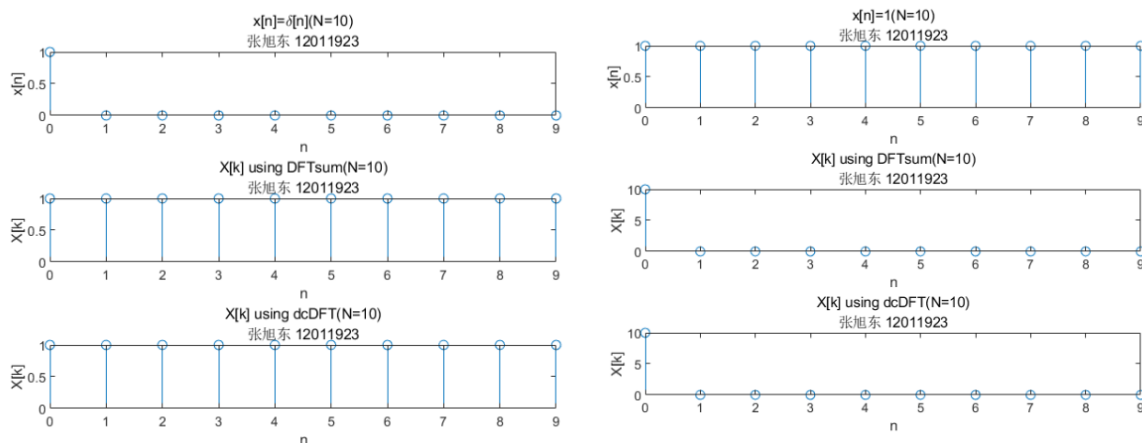 x[n]=δ[n](N=10)
张旭东 12011923
x[n]
1
0.5
0
0 1 2 3 4 5 6 7 8 9
n
X[k] using DFTsum(N=10)
张旭东 12011923
X[k]
1
0.5
0
0 1 2 3 4 5 6 7 8 9
n
X[k] using dcDFT(N=10)
张旭东 12011923
X[k]
1
0.5
0
0 1 2 3 4 5 6 7 8 9
n
x[n]=1(N=10)
张旭东 12011923
x[n]
1
0.5
0
0 1 2 3 4 5 6 7 8 9
n
X[k] using DFTsum(N=10)
张旭东 12011923
X[k]
10
5
0
0 1 2 3 4 5 6 7 8 9
n
X[k] using dcDFT(N=10)
张旭东 12011923
X[k]
10
5
0
0 1 2 3 4 5 6 7 8 9
n